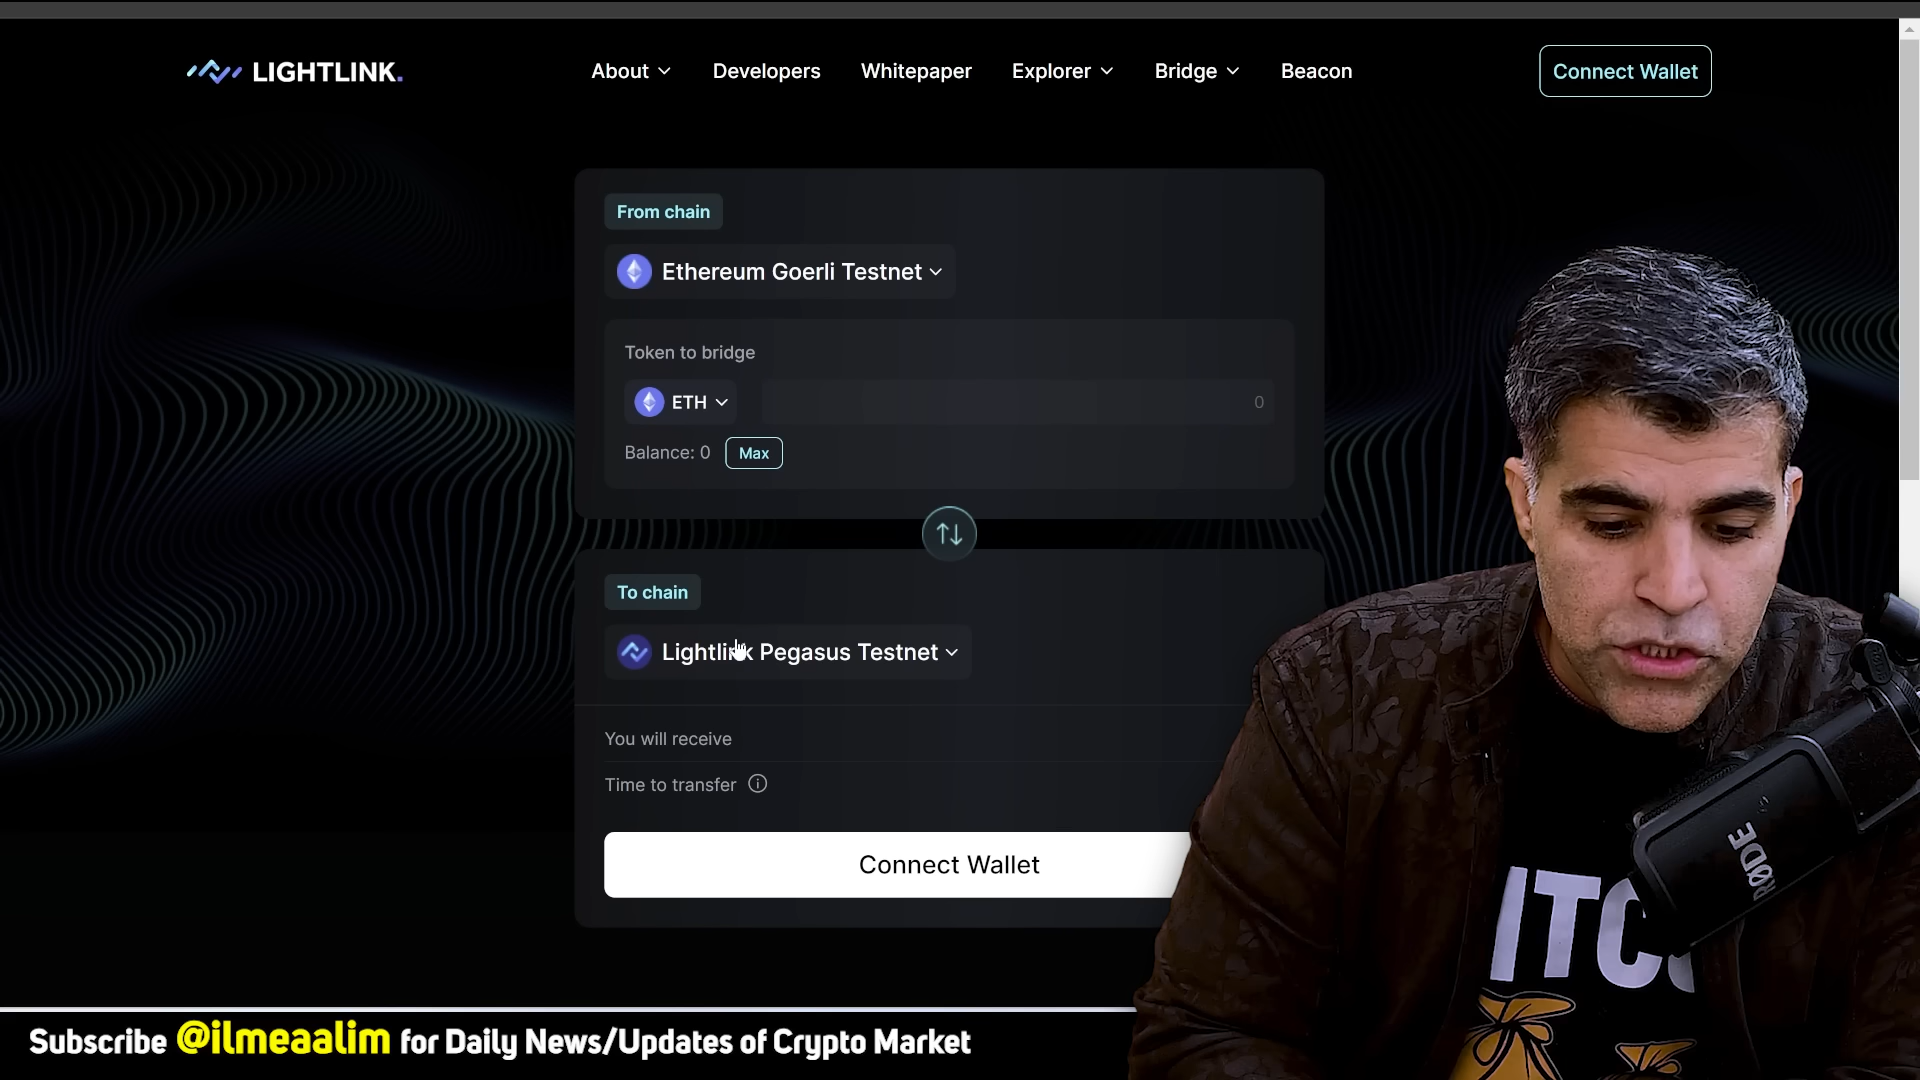 LIGHTLINK.
About
Developers
Whitepaper
Explorer
Bridge
Beacon
Connect Wallet
From chain
Ethereum Goerli Testnet
Token to bridge
ETH
0
Balance: 0
Max
To chain
Lightlink Pegasus Testnet
You will receive
Time to transfer
Connect Wallet
RØDE
ITC
Subscribe @ilmeaalim for Daily News/Updates of Crypto Market